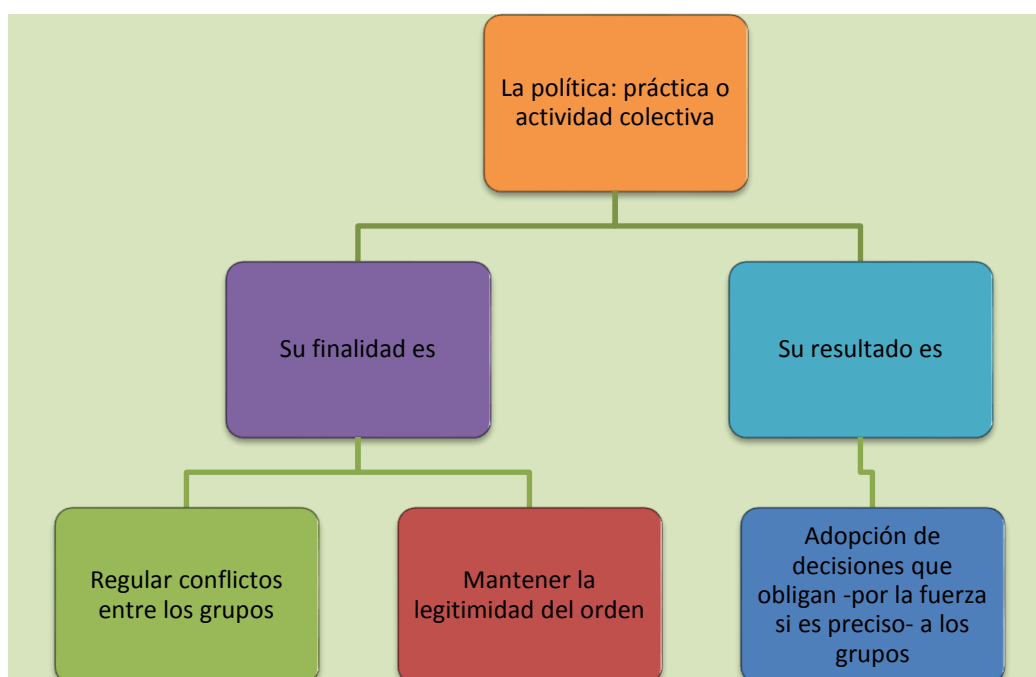 La política: práctica o
actividad colectiva
Su finalidad es
Su resultado es
Regular conflictos
entre los grupos
Mantener la
legitimidad del orden
Adopción de
decisiones que
obligan -por la fuerza
si es preciso- a los
grupos